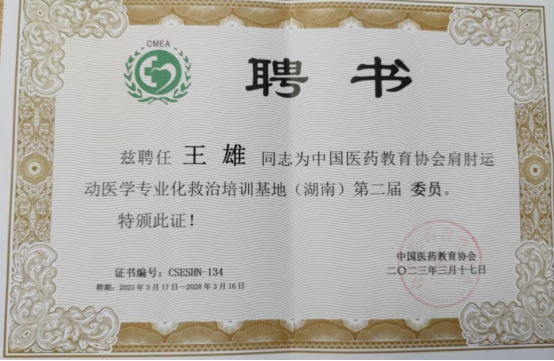 CMEA
聘书
兹聘任 王雄 同志为中国医药教育协会肩肘运
动医学专业化救治培训基地（湖南）第二届 委员。
特颁此证！
中国医药教育协会
证书编号：CSESHN-134
二〇二三年三月十七日
聘期：2023年3月17日—2028年3月16日